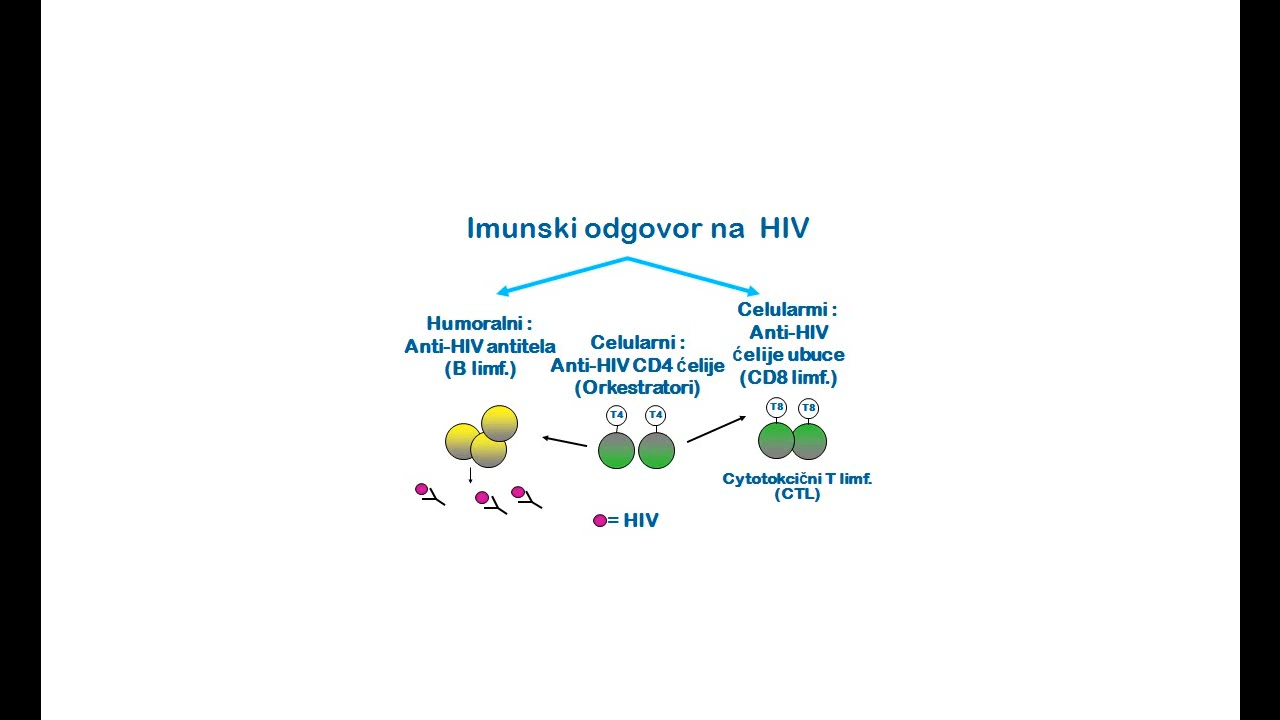 Imunski odgovor na HIV
Humoralni :
Anti-HIV antitela
(B limf.)
Celularni :
Anti-HIV CD4 ćelije
(Orkestratori)
Celularmi :
Anti-HIV
ćelije ubuce
(CD8 limf.)
T4 T4
T8 T8
Cytotokcični T limf.
(CTL)
= HIV